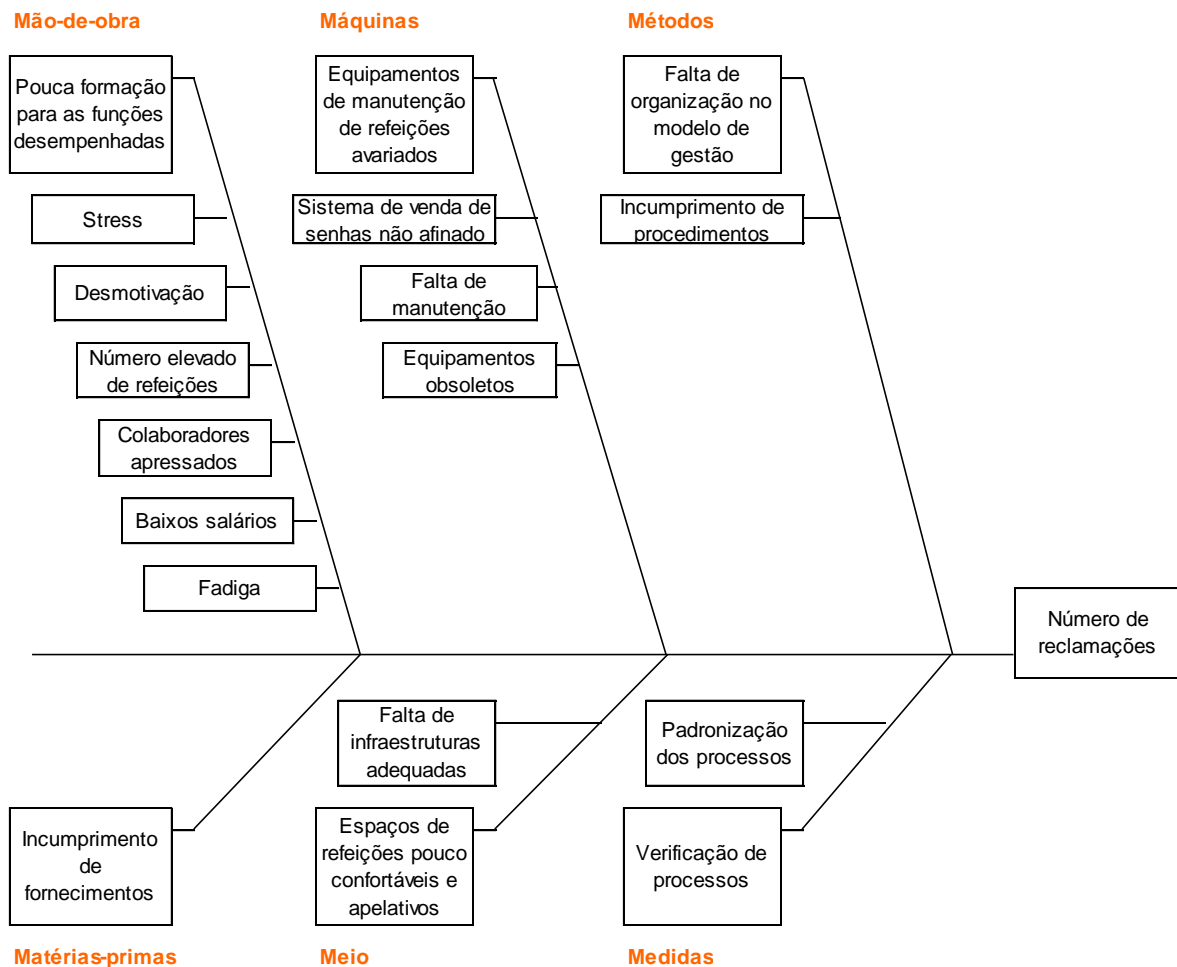 Mão-de-obra
Máquinas
Métodos
Pouca formação
para as funções
desempenhadas
Equipamentos
de manutenção
de refeições
avariados
Falta de
organização no
modelo de
gestão
Stress
Sistema de venda de
senhas não afinado
Incumprimento de
procedimentos
Desmotivação
Falta de
manutenção
Número elevado
de refeições
Equipamentos
obsoletos
Colaboradores
apressados
Baixos salários
Fadiga
Número de
reclamações
Falta de
infraestruturas
adequadas
Padronização
dos processos
Incumprimento
de
fornecimentos
Espaços de
refeições pouco
confortáveis e
apelativos
Verificação de
processos
Matérias-primas
Meio
Medidas